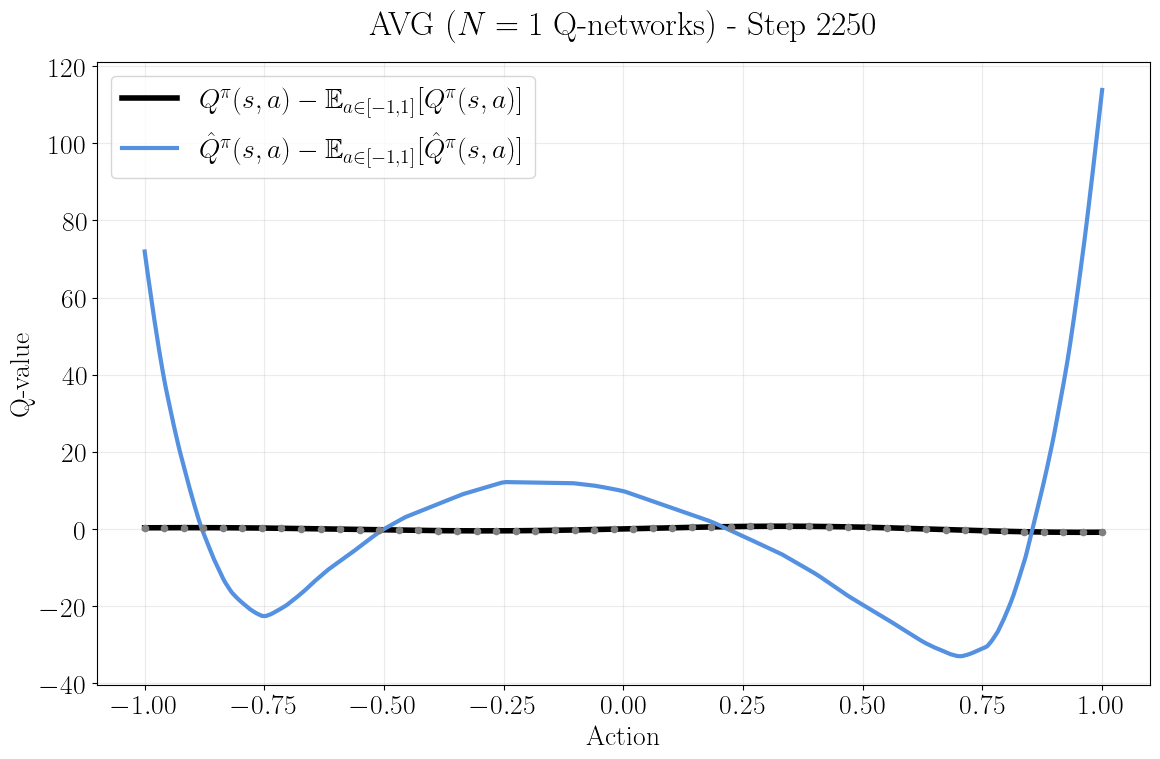 AVG (N = 1 Q-networks) - Step 2250
120
100
80
60
40
20
0
−20
−40
Q-value
Q^π(s, a) − 𝔼_{a∈[−1,1]}[Q^π(s, a)]
Q̂^π(s, a) − 𝔼_{a∈[−1,1]}[Q̂^π(s, a)]
−1.00 −0.75 −0.50 −0.25 0.00 0.25 0.50 0.75 1.00
Action